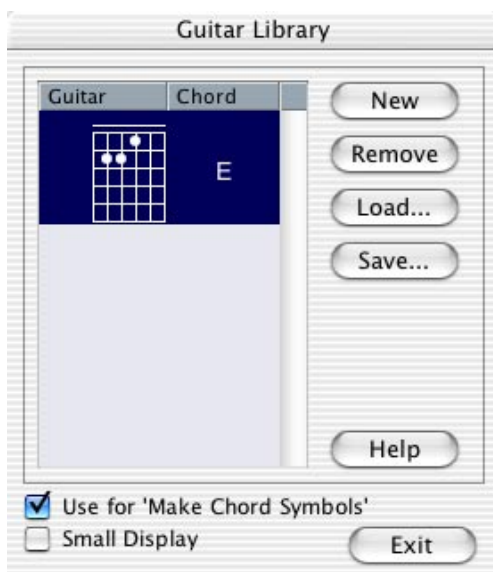 Guitar Library
Guitar Chord
E
New
Remove
Load...
Save...
Help
Use for 'Make Chord Symbols'
Small Display
Exit